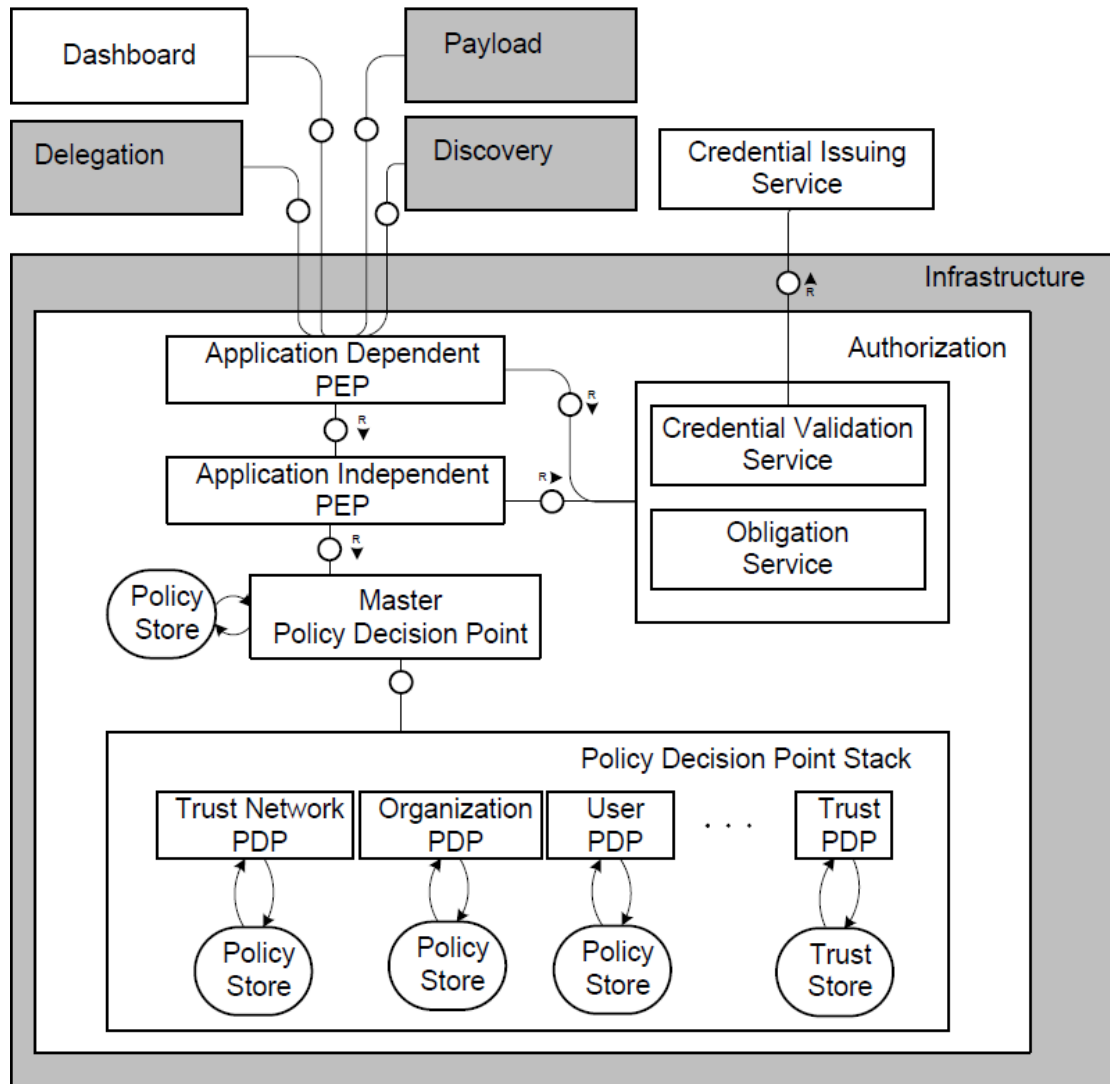 Dashboard
Payload
Delegation
Discovery
Credential Issuing
Service
Infrastructure
R
Authorization
Application Dependent
PEP
R
Credential Validation
Service
R
Application Independent
PEP
R
Obligation
Service
R
Policy
Store
Master
Policy Decision Point
Policy Decision Point Stack
Trust Network
PDP
Organization
PDP
User
PDP
. . .
Trust
PDP
Policy
Store
Policy
Store
Policy
Store
Trust
Store